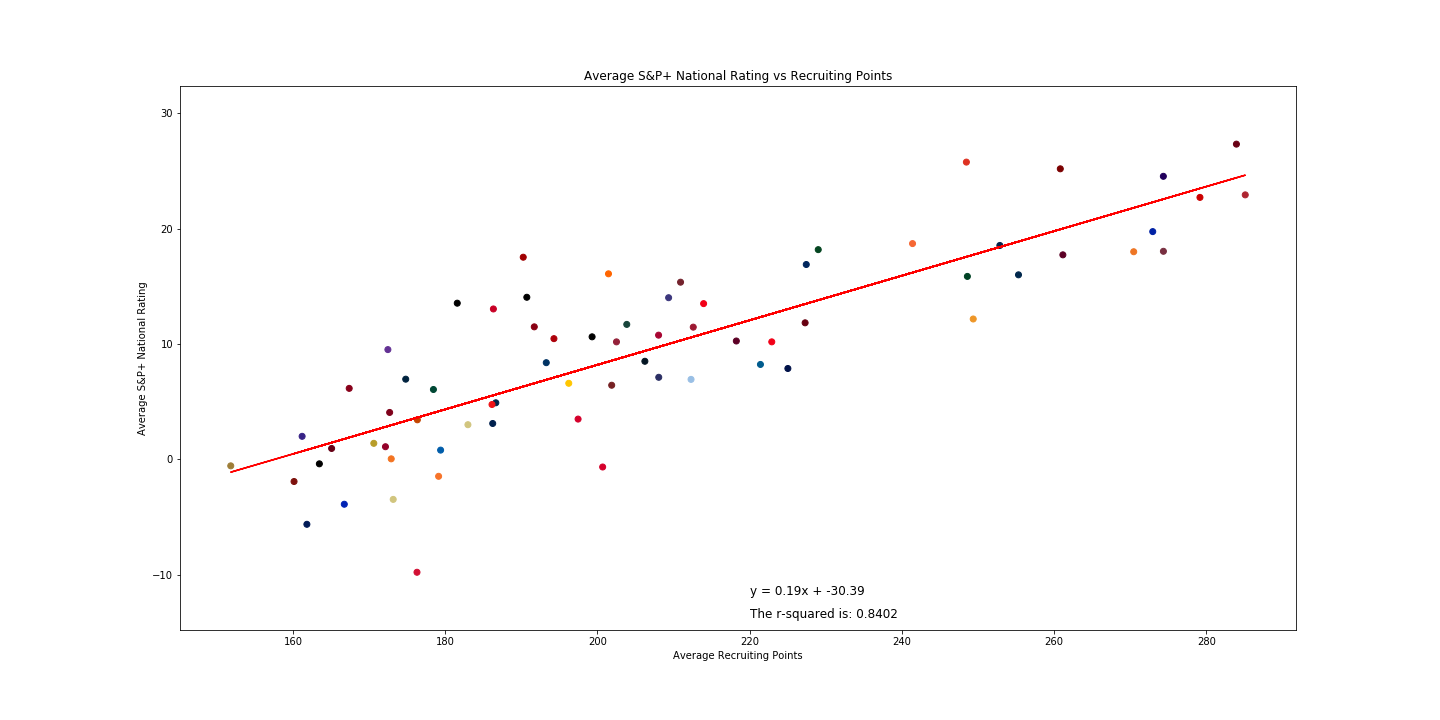 Average S&P+ National Rating vs Recruiting Points
30
20
10
0
−10
Average S&P+ National Rating
y = 0.19x + -30.39
The r-squared is: 0.8402
160 180 200 220 240 260 280
Average Recruiting Points